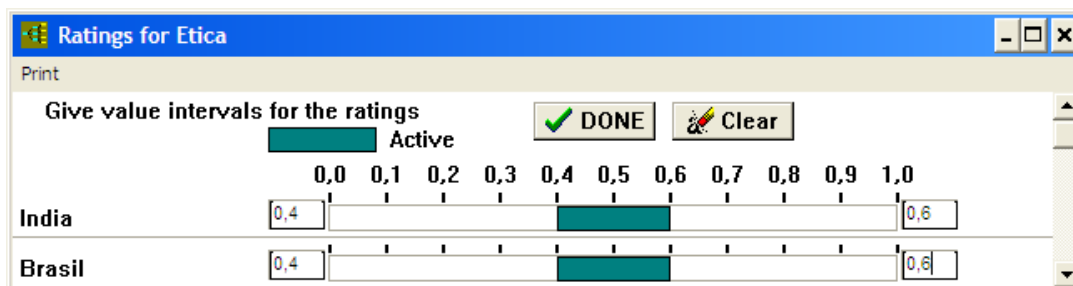 Ratings for Etica
Print
Give value intervals for the ratings
DONE
Clear
Active
0,0 0,1 0,2 0,3 0,4 0,5 0,6 0,7 0,8 0,9 1,0
India 0,4 0,6
Brasil 0,4 0,6